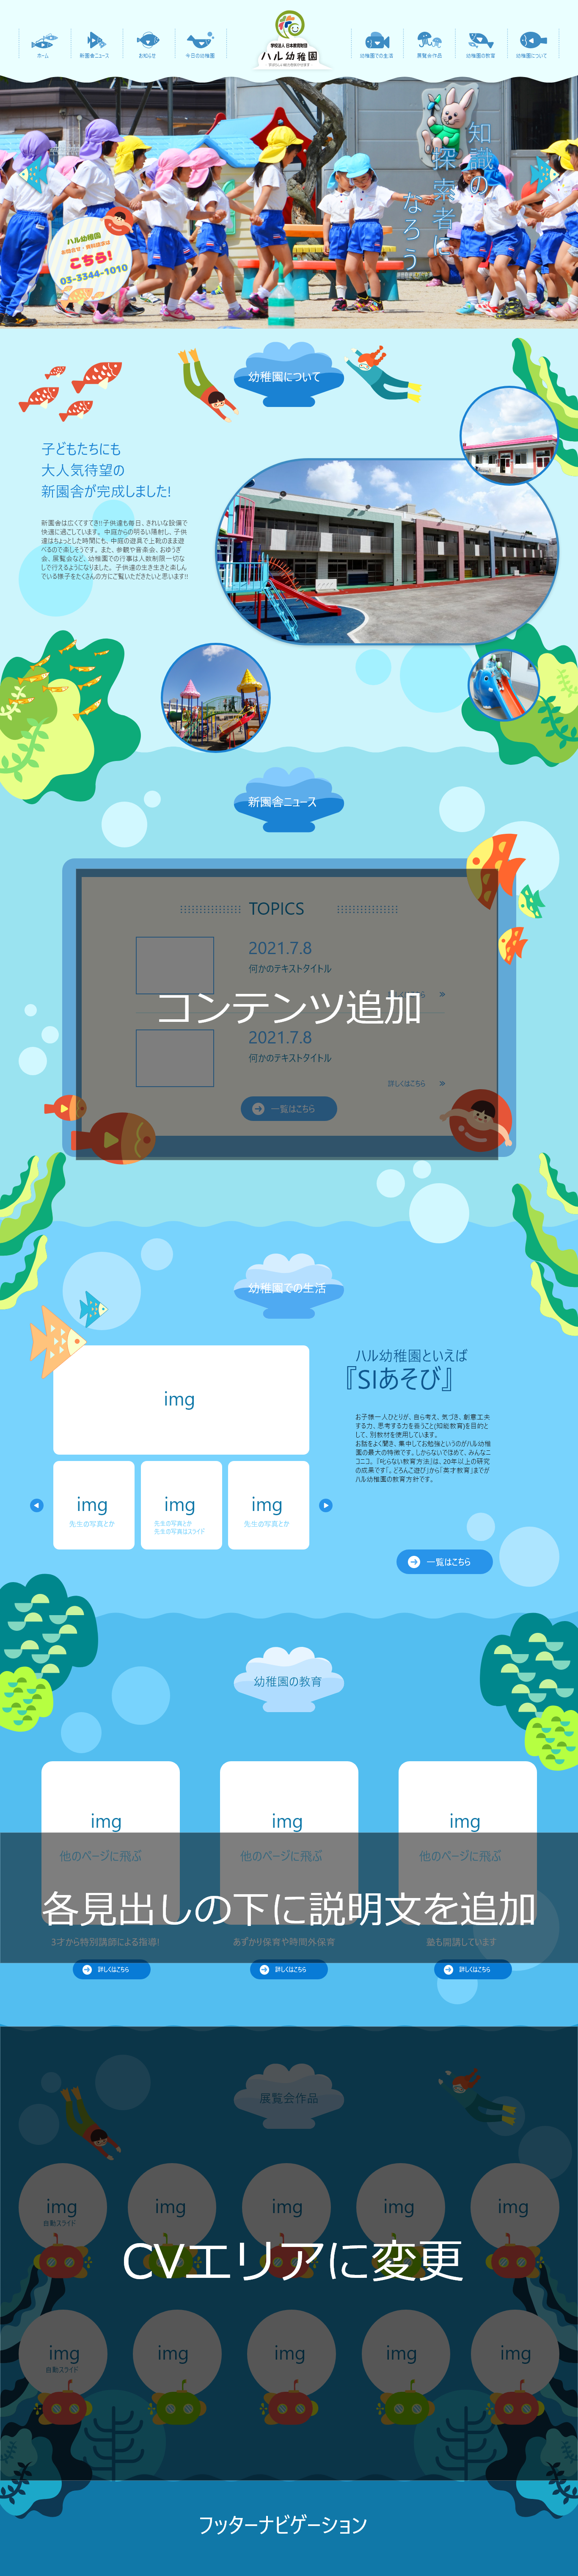 ホーム
新園舎ニュース
お知らせ
今日の幼稚園
学校法人 日本教育財団
ハル幼稚園
幼稚園での生活
展覧会作品
幼稚園の教育
幼稚園について
知識の
探索者に
なろう
ハル幼稚園
こちら!
03-3344-1010
幼稚園について
子どもたちにも
大人気待望の
新園舎が完成しました!
新園舎は広くてすてき!!子供達も毎日、きれいな設備で
快適に過ごしています。中庭からの明るい陽射し、子供
達はちょっとした時間にも、中庭の遊具で上靴のまま遊
べるので楽しそうです。また、参観や音楽会、おゆうぎ
会、展覧会など、幼稚園での行事は人数制限一切な
しで行えるようになりました。子供達の生き生きと楽しん
でいる様子をたくさんの方にご覧いただきたいと思います!!
新園舎ニュース
TOPICS
2021.7.8
何かのテキストタイトル
コンテンツ追加
2021.7.8
何かのテキストタイトル
詳しくはこちら
一覧はこちら
幼稚園での生活
img
img
先生の写真とか
img
先生の写真とか
先生の写真はスライド
img
先生の写真とか
ハル幼稚園といえば
『SIあそび』
お子様一人ひとりが、自ら考え、気づき、創意工夫
する力、思考する力を養うこと(知能教育)を目的と
して、別教材を使用しています。
お話をよく聞き、集中してお勉強というのがハル幼稚
園の最大の特徴です。しからないでほめて、みんなニ
コニコ。『叱らない教育方法』は、20年以上の研究
の成果です!。どろんこ遊び」から「英才教育」までが
ハル幼稚園の教育方針です。
一覧はこちら
幼稚園の教育
img
他のページに飛ぶ
img
他のページに飛ぶ
img
他のページに飛ぶ
各見出しの下に説明文を追加
3才から特別講師による指導!
あずかり保育や時間外保育
塾も開講しています
詳しくはこちら
詳しくはこちら
詳しくはこちら
展覧会作品
img
自動スライド
img
img
img
img
CVエリアに変更
img
自動スライド
img
img
img
img
フッターナビゲーション